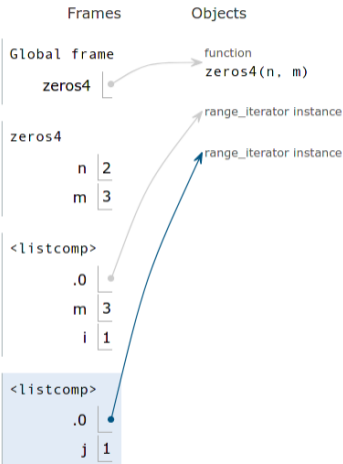 Frames Objects
Global frame
zeros4
function
zeros4(n, m)
range_iterator instance
range_iterator instance
zeros4
n 2
m 3
<listcomp>
.0
m 3
i 1
<listcomp>
.0
j 1